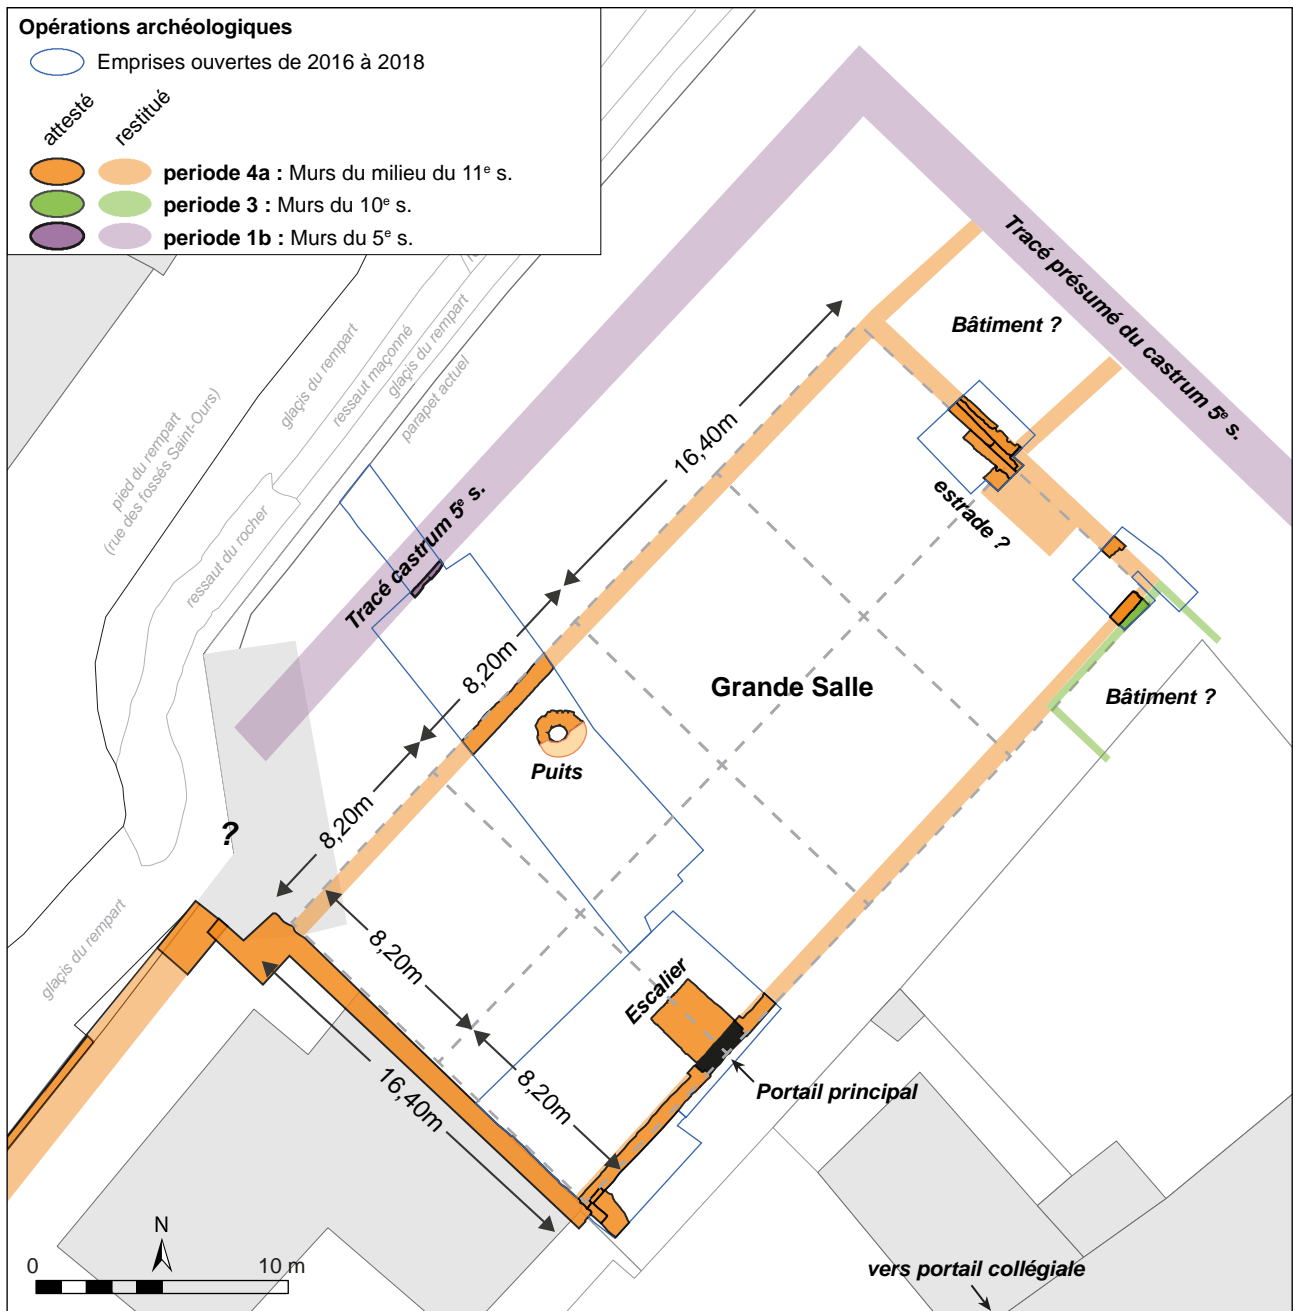 Opérations archéologiques
Emprises ouvertes de 2016 à 2018
attesté
restitué
periode 4a : Murs du milieu du 11e s.
periode 3 : Murs du 10e s.
periode 1b : Murs du 5e s.
Tracé présumé du castrum 5e s.
Bâtiment ?
glaçis du rempart
ressaut maçonné
glaçis du rempart
parapet actuel
pied du rempart
(rue des fossés Saint-Ours)
ressaut du rocher
16,40m
estrade ?
Tracé castrum 5e s.
8,20m
Grande Salle
Bâtiment ?
Puits
8,20m
?
glaçis du rempart
8,20m
Escalier
8,20m
Portail principal
16,40m
N
0
10 m
vers portail collégiale